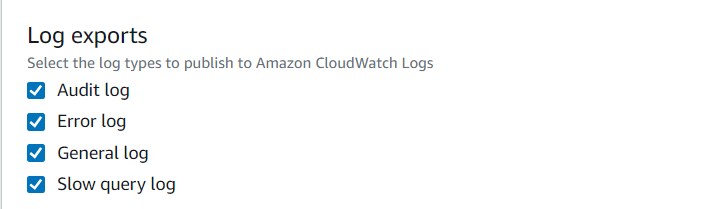 Log exports
Select the log types to publish to Amazon CloudWatch Logs
Audit log
Error log
General log
Slow query log